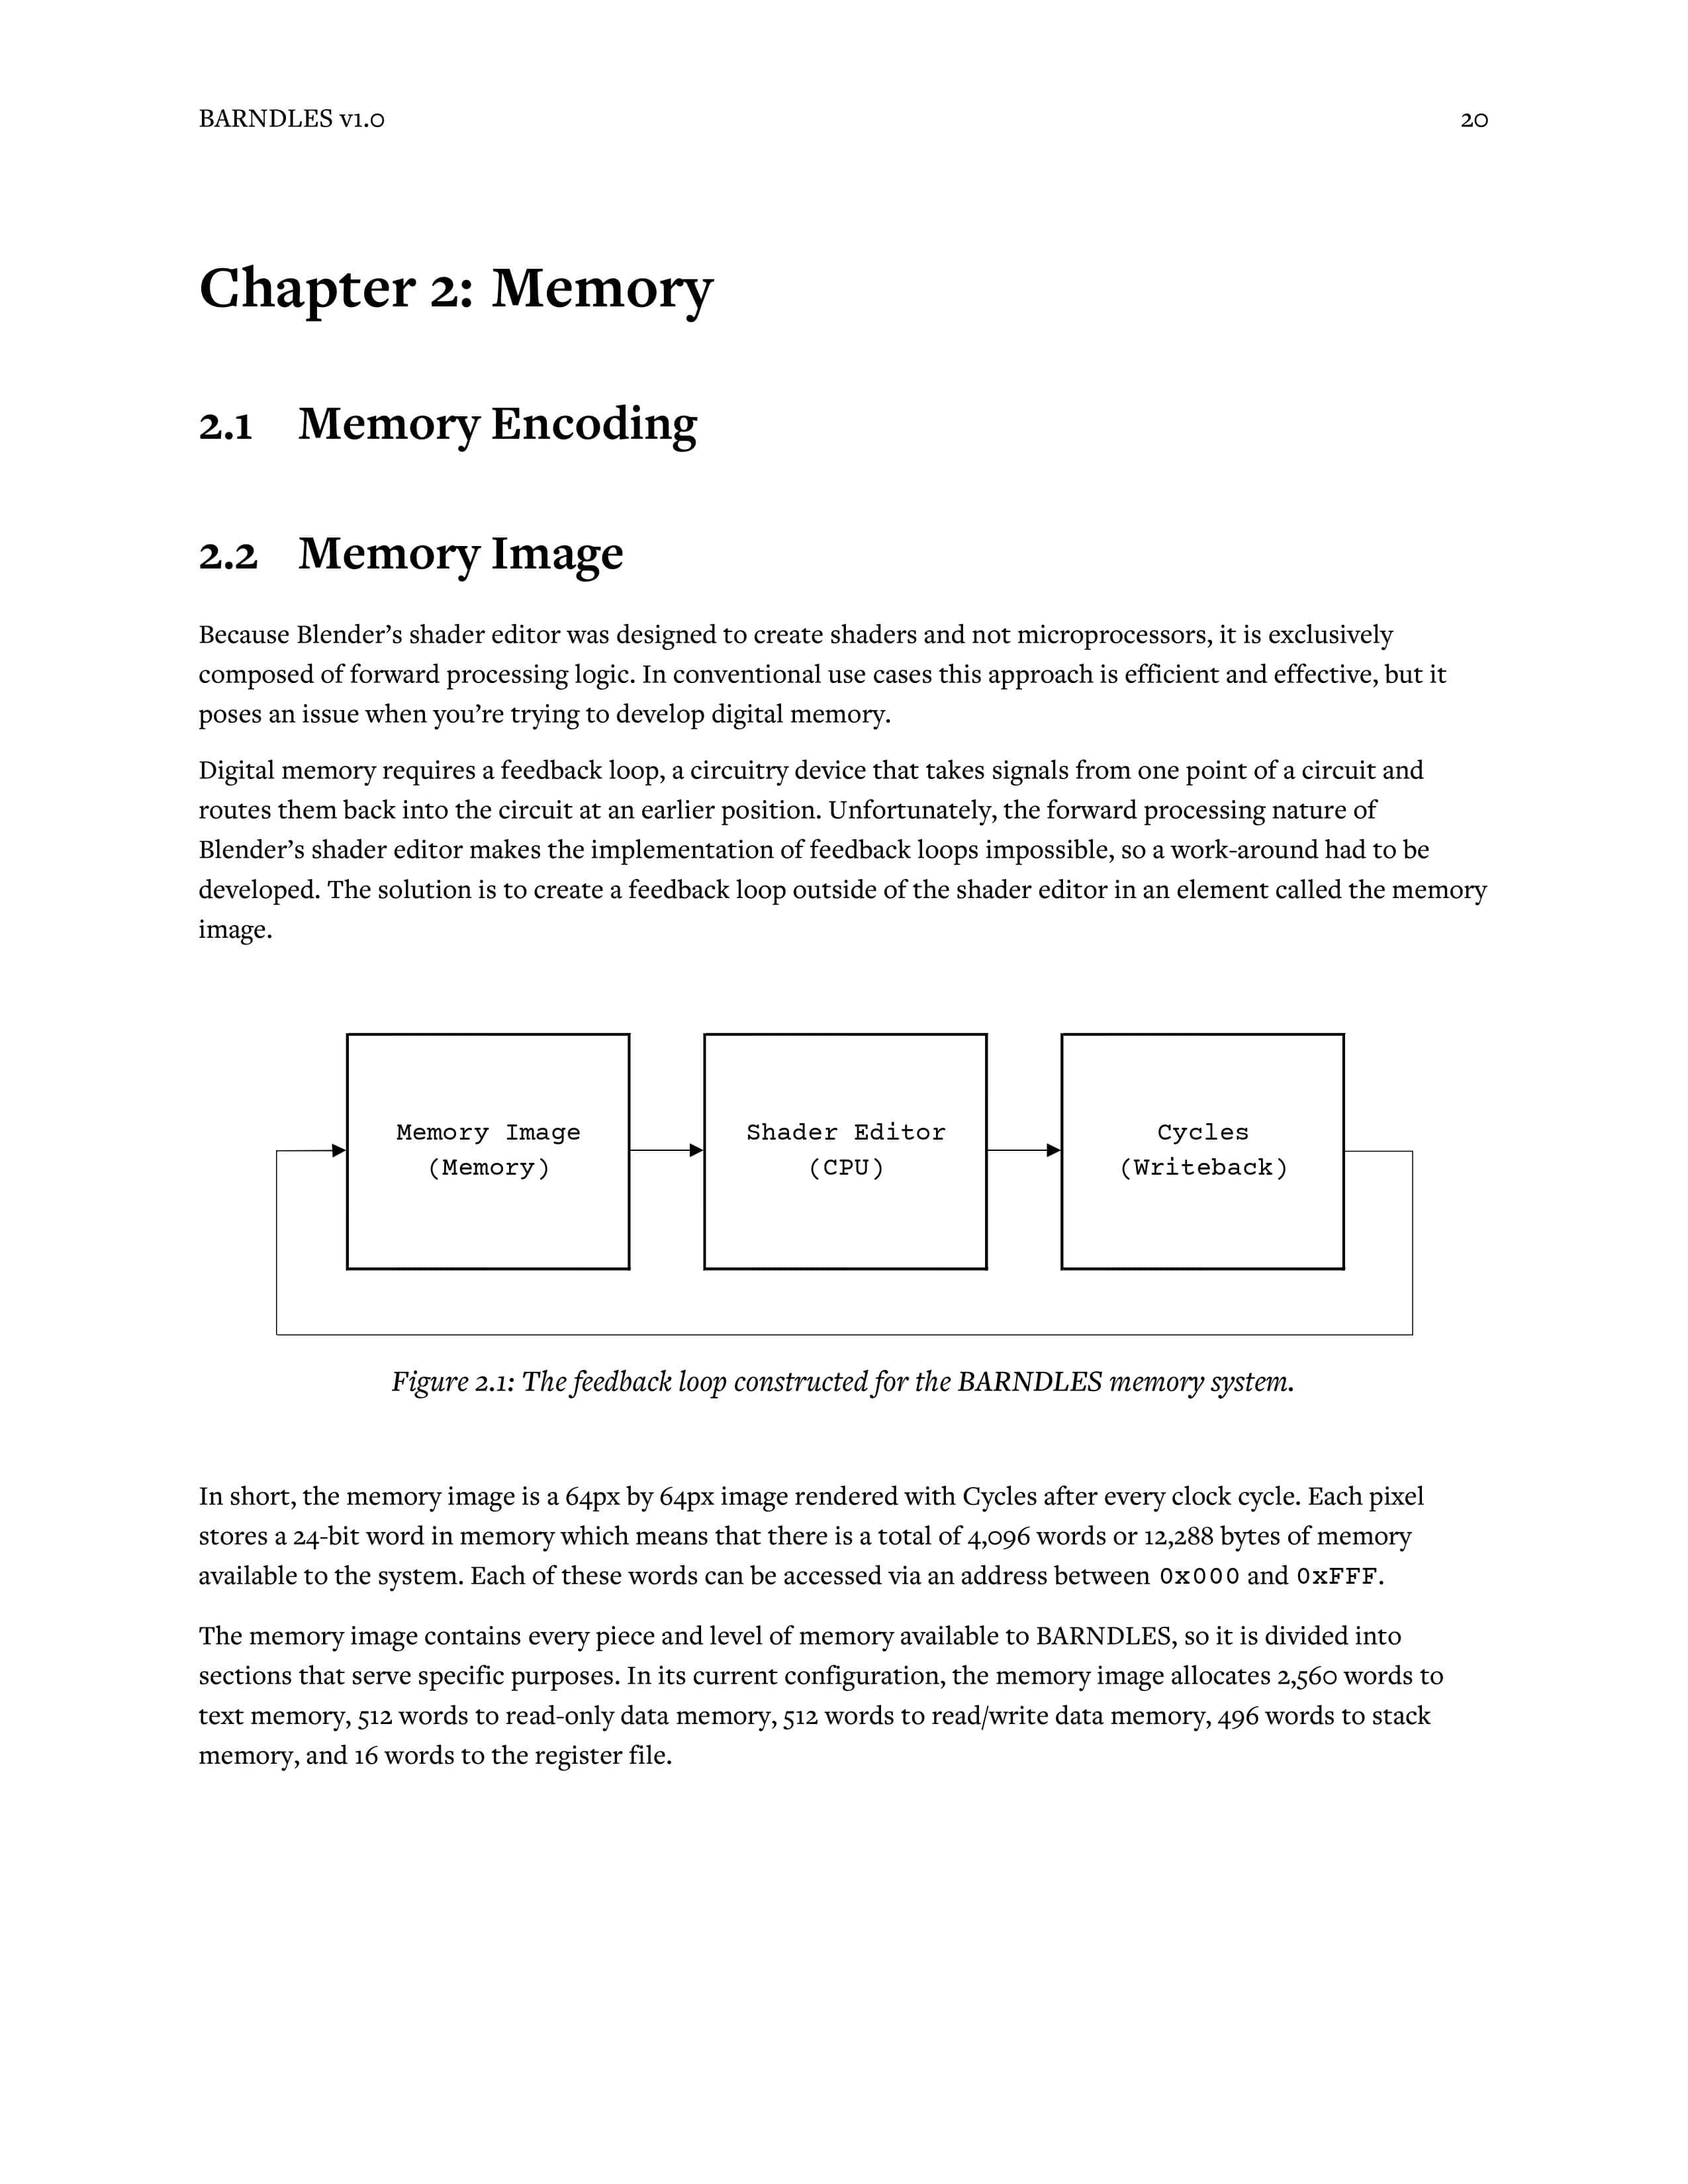 BARNDLES v1.0
20
Chapter 2: Memory
2.1 Memory Encoding
2.2 Memory Image
Because Blender’s shader editor was designed to create shaders and not microprocessors, it is exclusively
composed of forward processing logic. In conventional use cases this approach is efficient and effective, but it
poses an issue when you’re trying to develop digital memory.
Digital memory requires a feedback loop, a circuitry device that takes signals from one point of a circuit and
routes them back into the circuit at an earlier position. Unfortunately, the forward processing nature of
Blender’s shader editor makes the implementation of feedback loops impossible, so a work-around had to be
developed. The solution is to create a feedback loop outside of the shader editor in an element called the memory
image.
Memory Image
(Memory)
Shader Editor
(CPU)
Cycles
(Writeback)
Figure 2.1: The feedback loop constructed for the BARNDLES memory system.
In short, the memory image is a 64px by 64px image rendered with Cycles after every clock cycle. Each pixel
stores a 24-bit word in memory which means that there is a total of 4,096 words or 12,288 bytes of memory
available to the system. Each of these words can be accessed via an address between 0x000 and 0xFFF.
The memory image contains every piece and level of memory available to BARNDLES, so it is divided into
sections that serve specific purposes. In its current configuration, the memory image allocates 2,560 words to
text memory, 512 words to read-only data memory, 512 words to read/write data memory, 496 words to stack
memory, and 16 words to the register file.